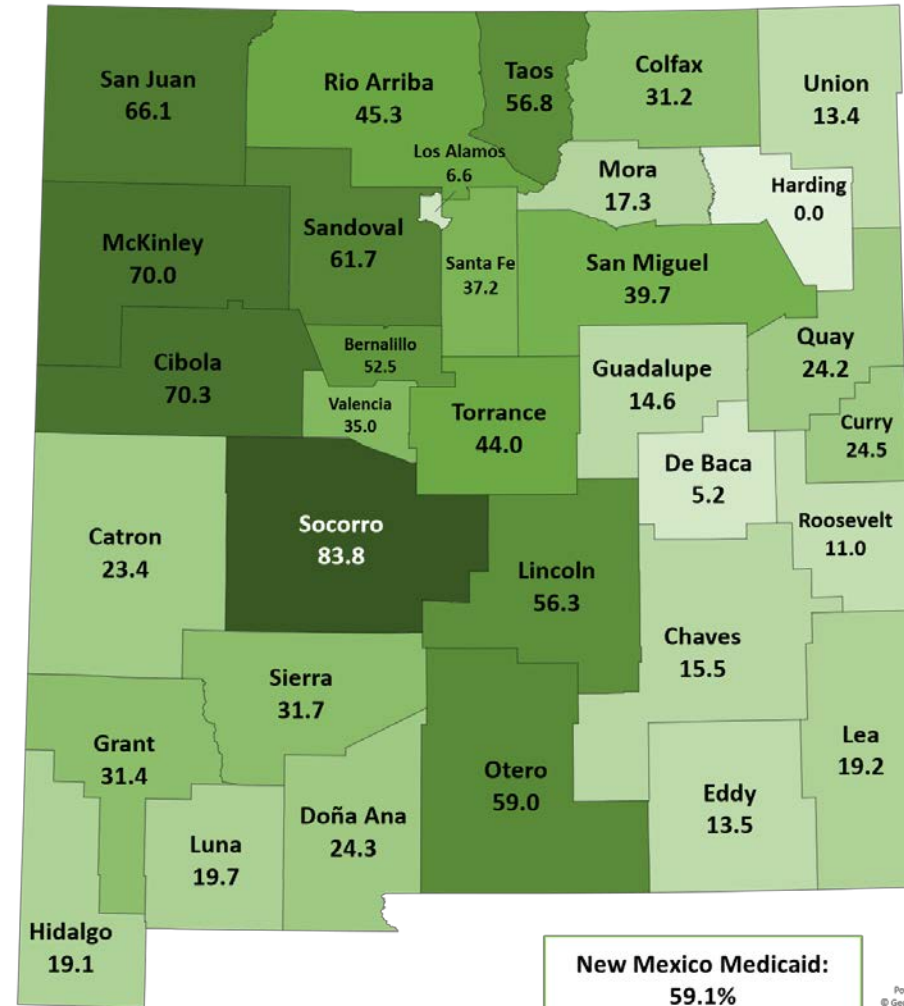 San Juan
66.1
Rio Arriba
45.3
Taos
56.8
Colfax
31.2
Union
13.4
Los Alamos
6.6
Mora
17.3
Harding
0.0
McKinley
70.0
Sandoval
61.7
Santa Fe
37.2
San Miguel
39.7
Quay
24.2
Cibola
70.3
Bernalillo
52.5
Valencia
35.0
Torrance
44.0
Guadalupe
14.6
Curry
24.5
De Baca
5.2
Roosevelt
11.0
Catron
23.4
Socorro
83.8
Lincoln
56.3
Chaves
15.5
Sierra
31.7
Grant
31.4
Lea
19.2
Otero
59.0
Eddy
13.5
Doña Ana
24.3
Luna
19.7
Hidalgo
19.1
New Mexico Medicaid:
59.1%
Po
© Geo